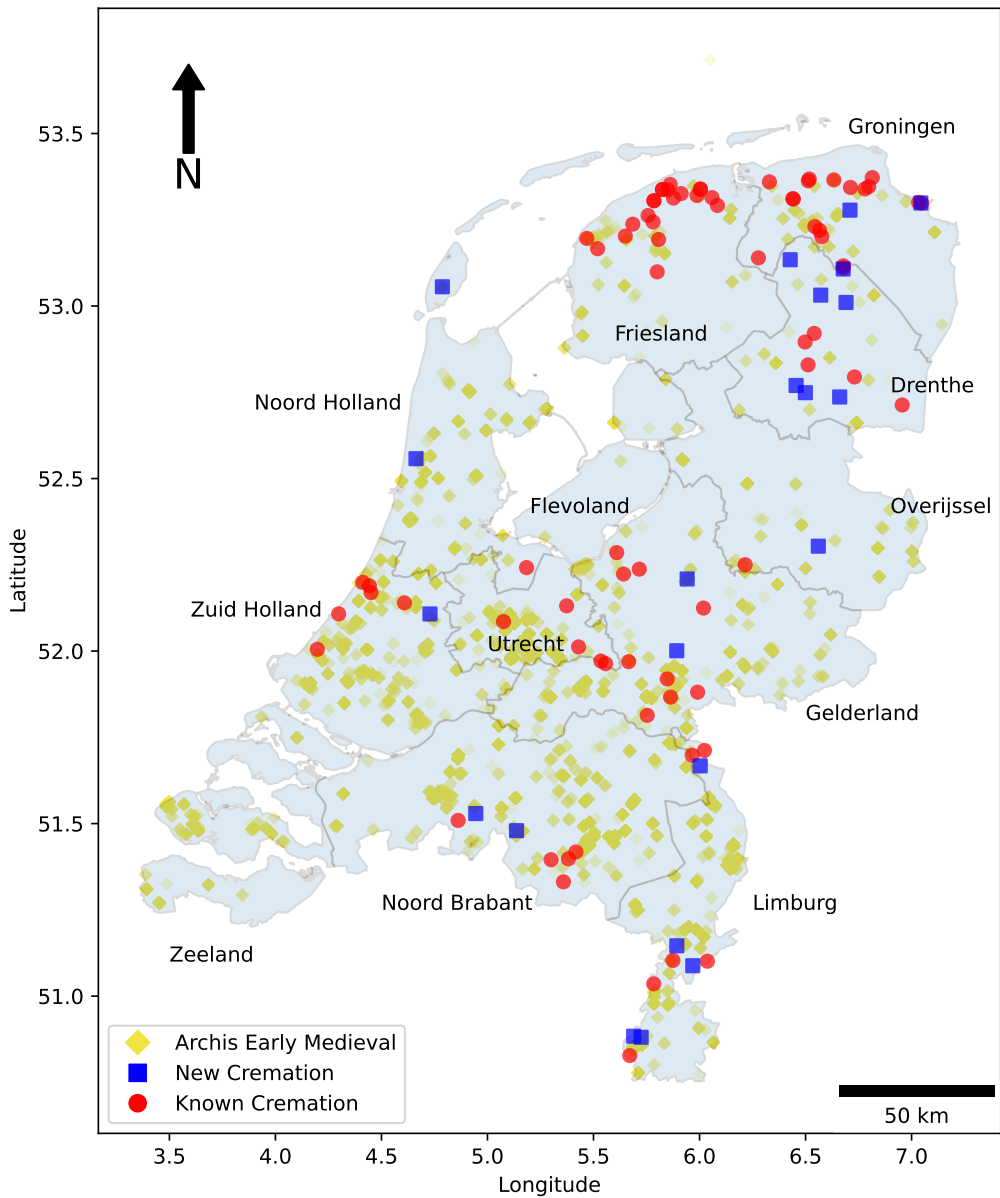 N
Groningen
Friesland
Drenthe
Noord Holland
Flevoland
Overijssel
Zuid Holland
Utrecht
Gelderland
Noord Brabant
Limburg
Zeeland
53.5
53.0
52.5
52.0
51.5
51.0
Latitude
Archis Early Medieval
New Cremation
Known Cremation
50 km
3.5 4.0 4.5 5.0 5.5 6.0 6.5 7.0
Longitude